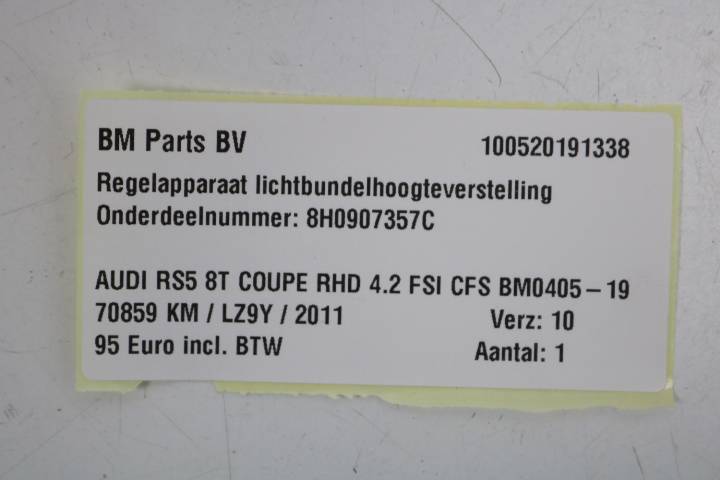 BM Parts BV 100520191338
Regelapparaat lichtbundelhoogteverstelling
Onderdeelnummer: 8H0907357C
AUDI RS5 8T COUPE RHD 4.2 FSI CFS BM0405-19
70859 KM / LZ9Y / 2011 Verz: 10
95 Euro incl. BTW Aantal: 1